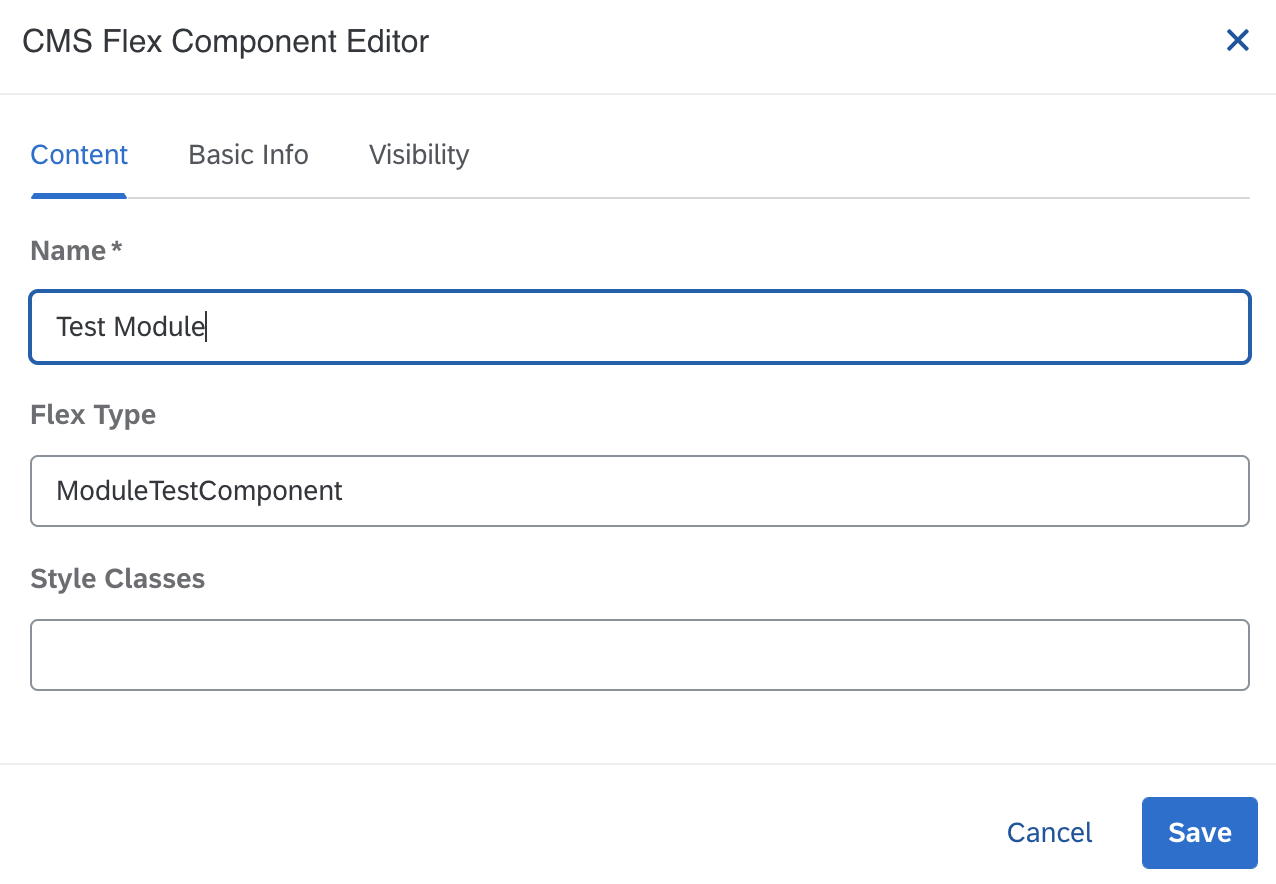 CMS Flex Component Editor
Content Basic Info Visibility
Name*
Test Module
Flex Type
ModuleTestComponent
Style Classes
Cancel Save